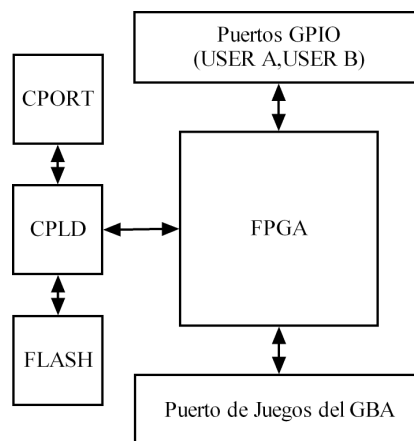 Puertos GPIO
(USER A,USER B)
CPORT
CPLD
FPGA
FLASH
Puerto de Juegos del GBA